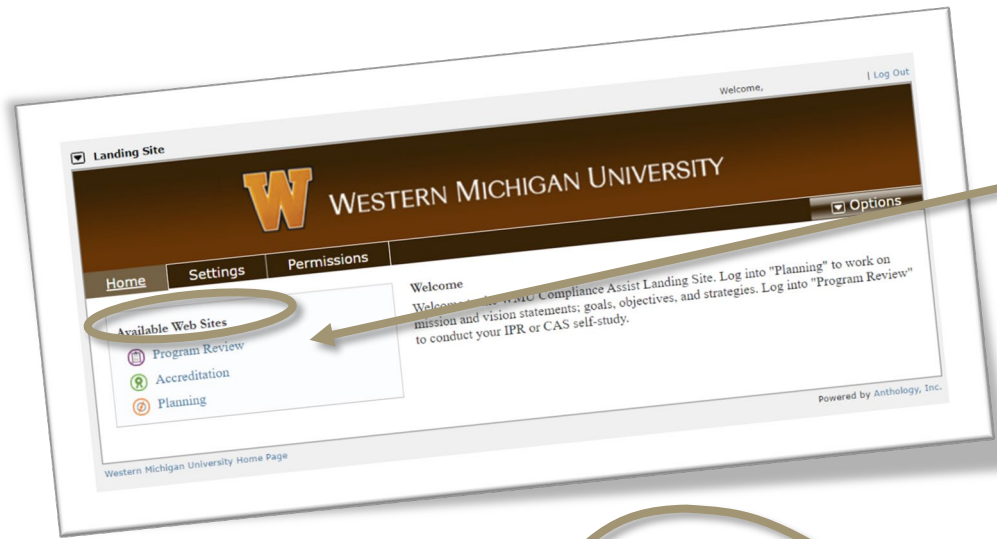 Landing Site
Welcome,
| Log Out
W
WESTERN MICHIGAN UNIVERSITY
Options
Home
Settings
Permissions
Available Web Sites
Program Review
Accreditation
Planning
Welcome
Welcome to the WMU Compliance Assist Landing Site. Log into "Planning" to work on
mission and vision statements; goals, objectives, and strategies. Log into "Program Review"
to conduct your IPR or CAS self-study.
Powered by Anthology, Inc.
Western Michigan University Home Page